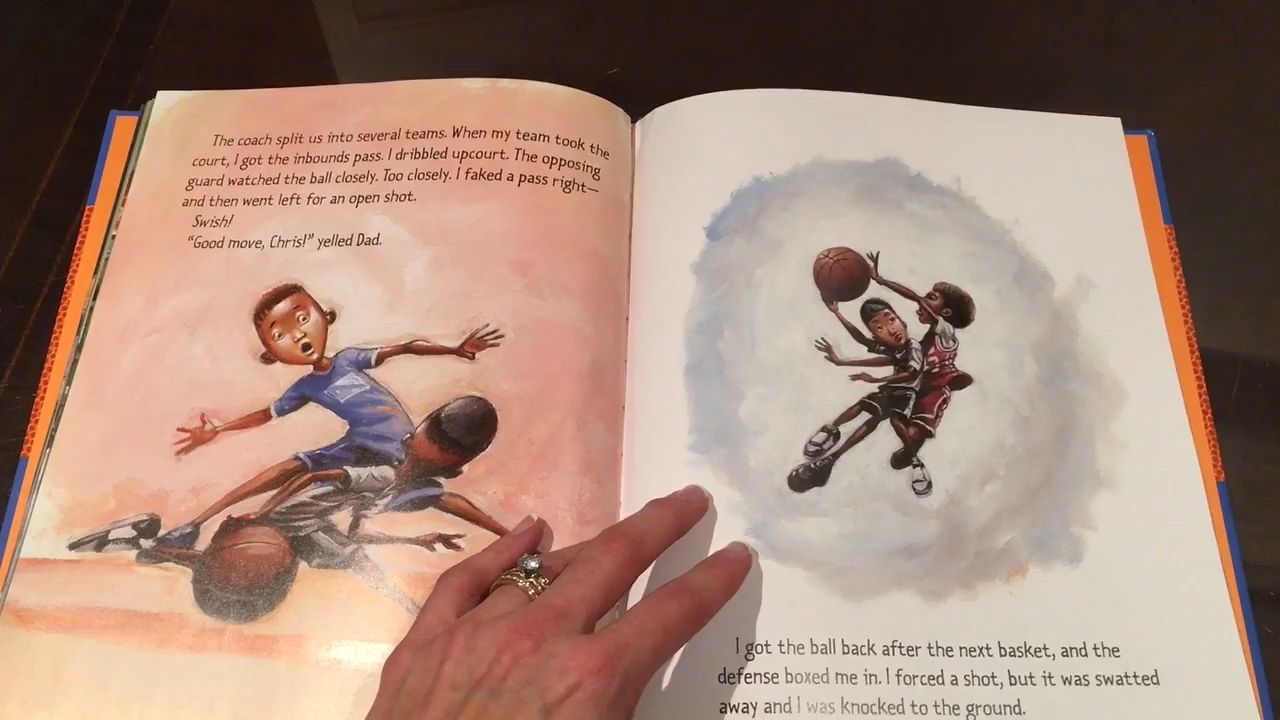 The coach split us into several teams. When my team took the
court, I got the inbounds pass. I dribbled upcourt. The opposing
guard watched the ball closely. Too closely. I faked a pass right—
and then went left for an open shot.
Swish!
“Good move, Chris!” yelled Dad.
I got the ball back after the next basket, and the
defense boxed me in. I forced a shot, but it was swatted
away and I was knocked to the ground.